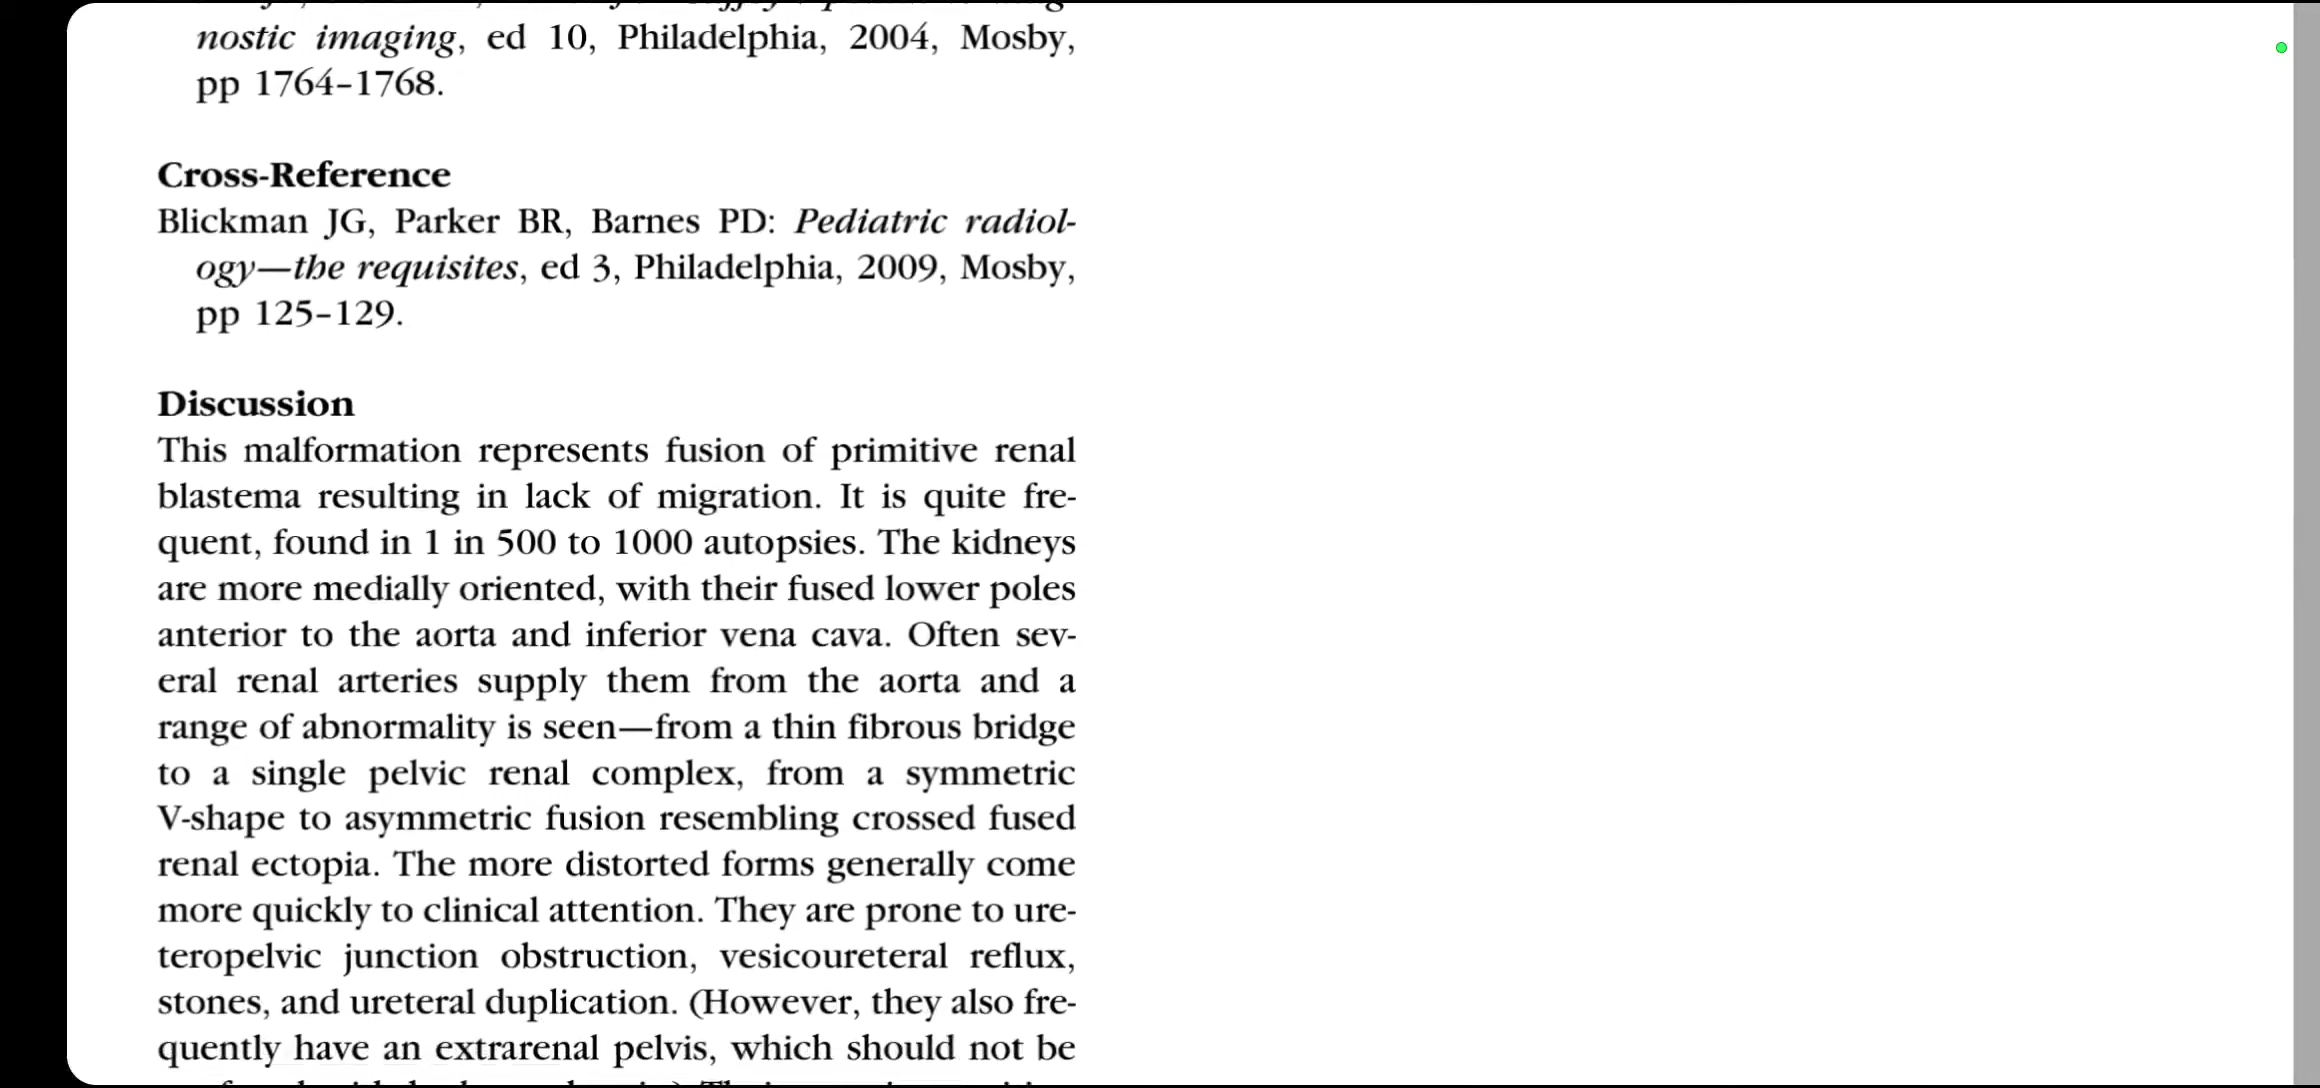 nostic imaging, ed 10, Philadelphia, 2004, Mosby,
pp 1764–1768.
Cross-Reference
Blickman JG, Parker BR, Barnes PD: Pediatric radiol-
ogy—the requisites, ed 3, Philadelphia, 2009, Mosby,
pp 125–129.
Discussion
This malformation represents fusion of primitive renal
blastema resulting in lack of migration. It is quite fre-
quent, found in 1 in 500 to 1000 autopsies. The kidneys
are more medially oriented, with their fused lower poles
anterior to the aorta and inferior vena cava. Often sev-
eral renal arteries supply them from the aorta and a
range of abnormality is seen—from a thin fibrous bridge
to a single pelvic renal complex, from a symmetric
V-shape to asymmetric fusion resembling crossed fused
renal ectopia. The more distorted forms generally come
more quickly to clinical attention. They are prone to ure-
teropelvic junction obstruction, vesicoureteral reflux,
stones, and ureteral duplication. (However, they also fre-
quently have an extrarenal pelvis, which should not be